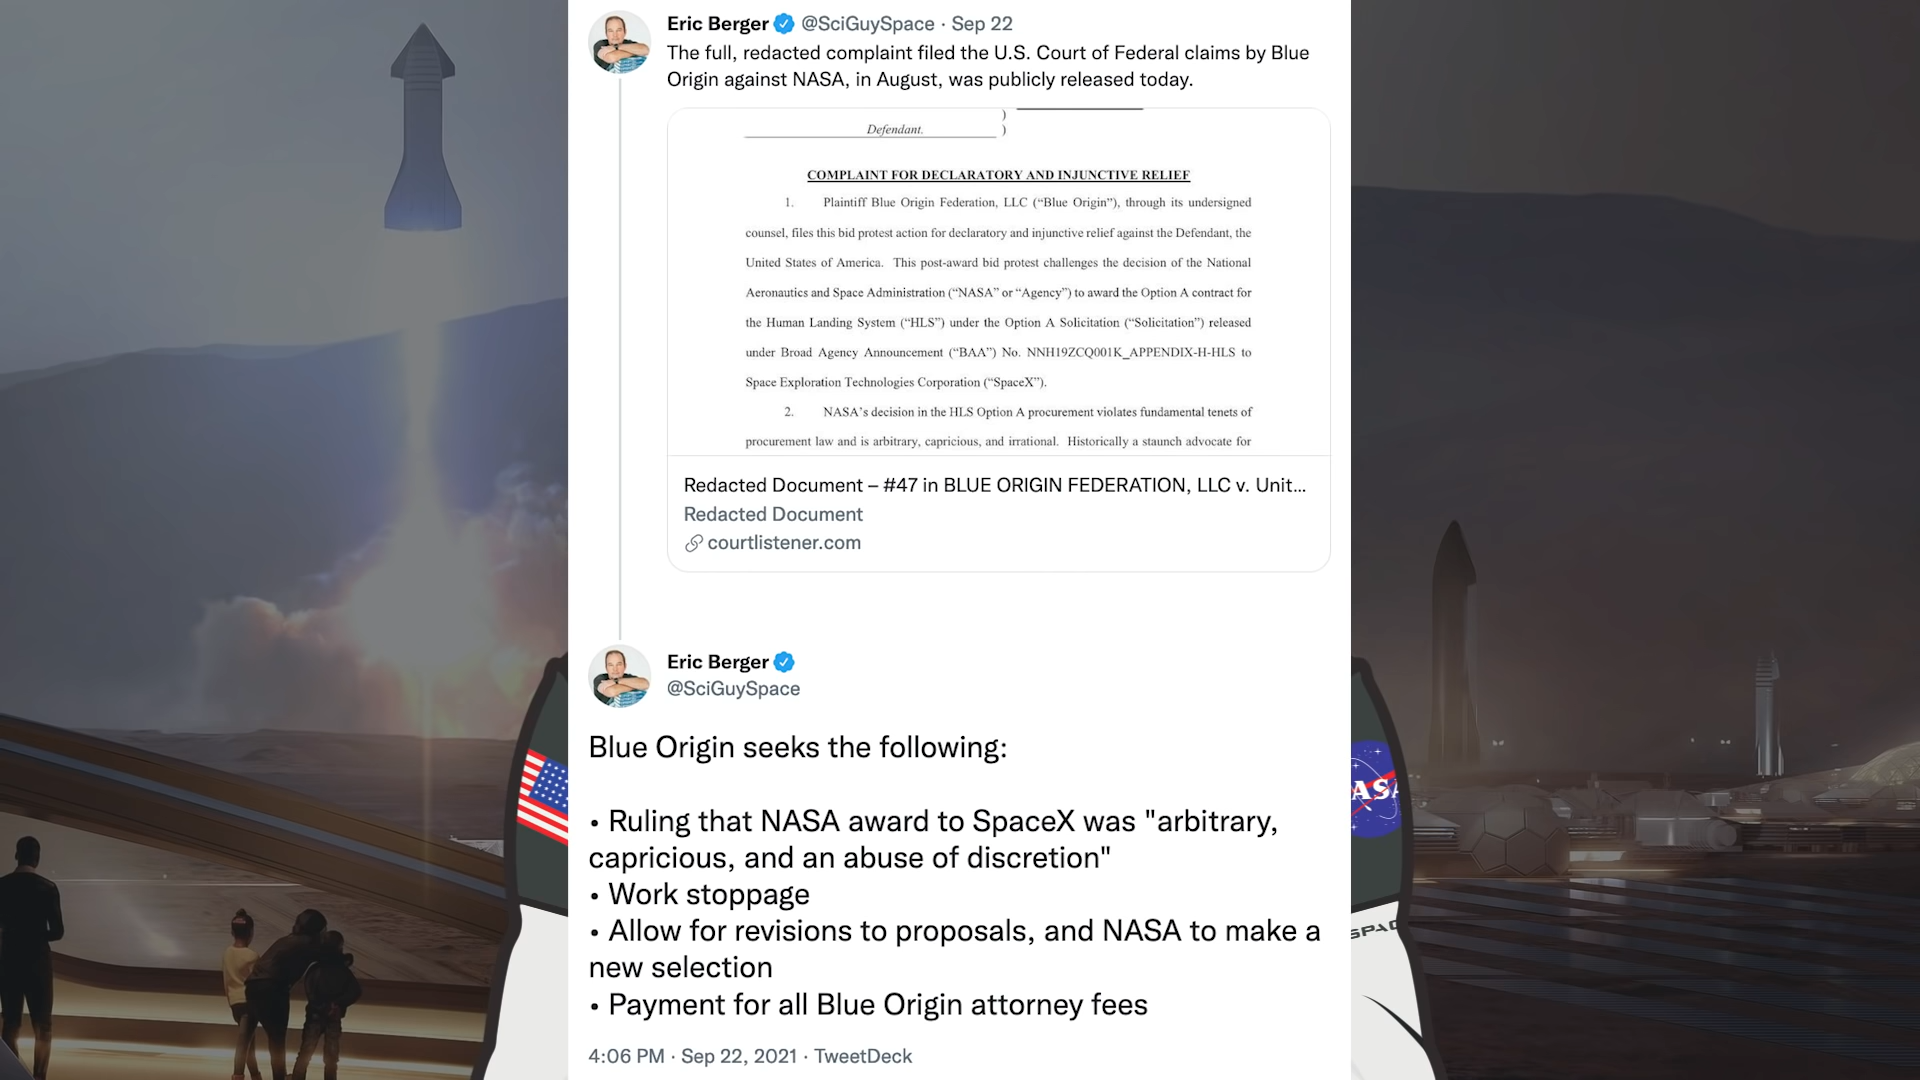 Eric Berger @SciGuySpace · Sep 22
The full, redacted complaint filed the U.S. Court of Federal claims by Blue
Origin against NASA, in August, was publicly released today.
)
Defendant. )
COMPLAINT FOR DECLARATORY AND INJUNCTIVE RELIEF
1. Plaintiff Blue Origin Federation, LLC (“Blue Origin”), through its undersigned
counsel, files this bid protest action for declaratory and injunctive relief against the Defendant, the
United States of America. This post-award bid protest challenges the decision of the National
Aeronautics and Space Administration (“NASA” or “Agency”) to award the Option A contract for
the Human Landing System (“HLS”) under the Option A Solicitation (“Solicitation”) released
under Broad Agency Announcement (“BAA”) No. NNH19ZCQ001K_APPENDIX-H-HLS to
Space Exploration Technologies Corporation (“SpaceX”).
2. NASA’s decision in the HLS Option A procurement violates fundamental tenets of
procurement law and is arbitrary, capricious, and irrational. Historically a staunch advocate for
Redacted Document – #47 in BLUE ORIGIN FEDERATION, LLC v. Unit...
Redacted Document
courtlistener.com
Eric Berger
@SciGuySpace
Blue Origin seeks the following:
• Ruling that NASA award to SpaceX was "arbitrary,
capricious, and an abuse of discretion"
• Work stoppage
• Allow for revisions to proposals, and NASA to make a
new selection
• Payment for all Blue Origin attorney fees
4:06 PM · Sep 22, 2021 · TweetDeck
ASA
SPAC